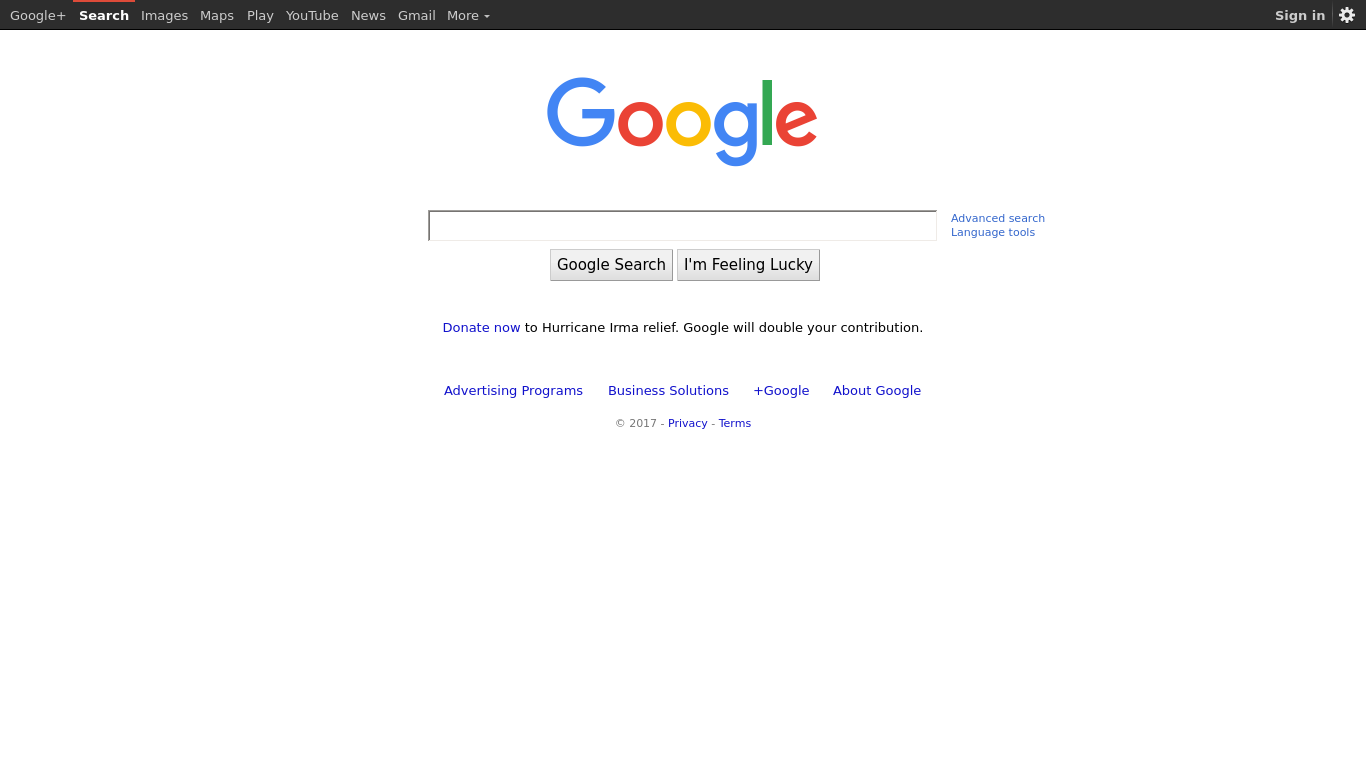 Google+ Search Images Maps Play YouTube News Gmail More Sign in
Google
Advanced search
Language tools
Google Search I'm Feeling Lucky
Donate now to Hurricane Irma relief. Google will double your contribution.
Advertising Programs Business Solutions +Google About Google
© 2017 - Privacy - Terms